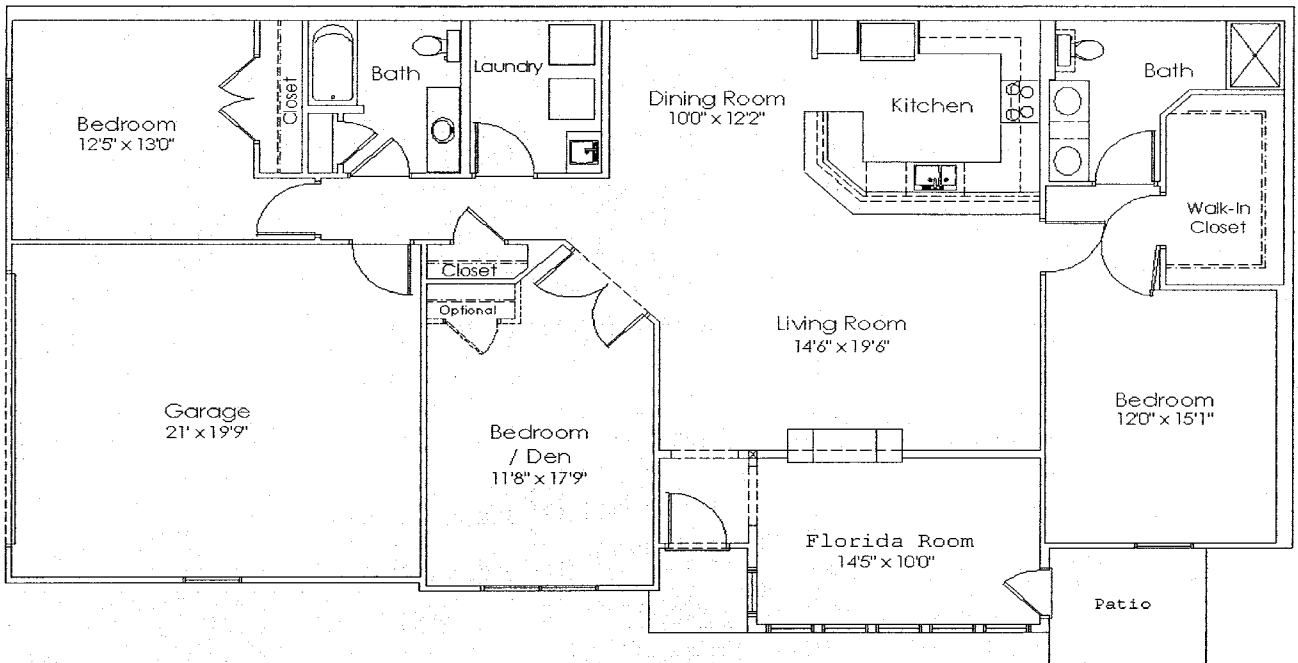 Bedroom
12'5" x 13'0"
Closet
Bath
Laundry
Dining Room
10'0" x 12'2"
Kitchen
Bath
Walk-In
Closet
Closet
Optional
Living Room
14'6" x 19'6"
Garage
21' x 19'9"
Bedroom
/ Den
11'8" x 17'9"
Bedroom
12'0" x 15'1"
Florida Room
14'5" x 10'0"
Patio